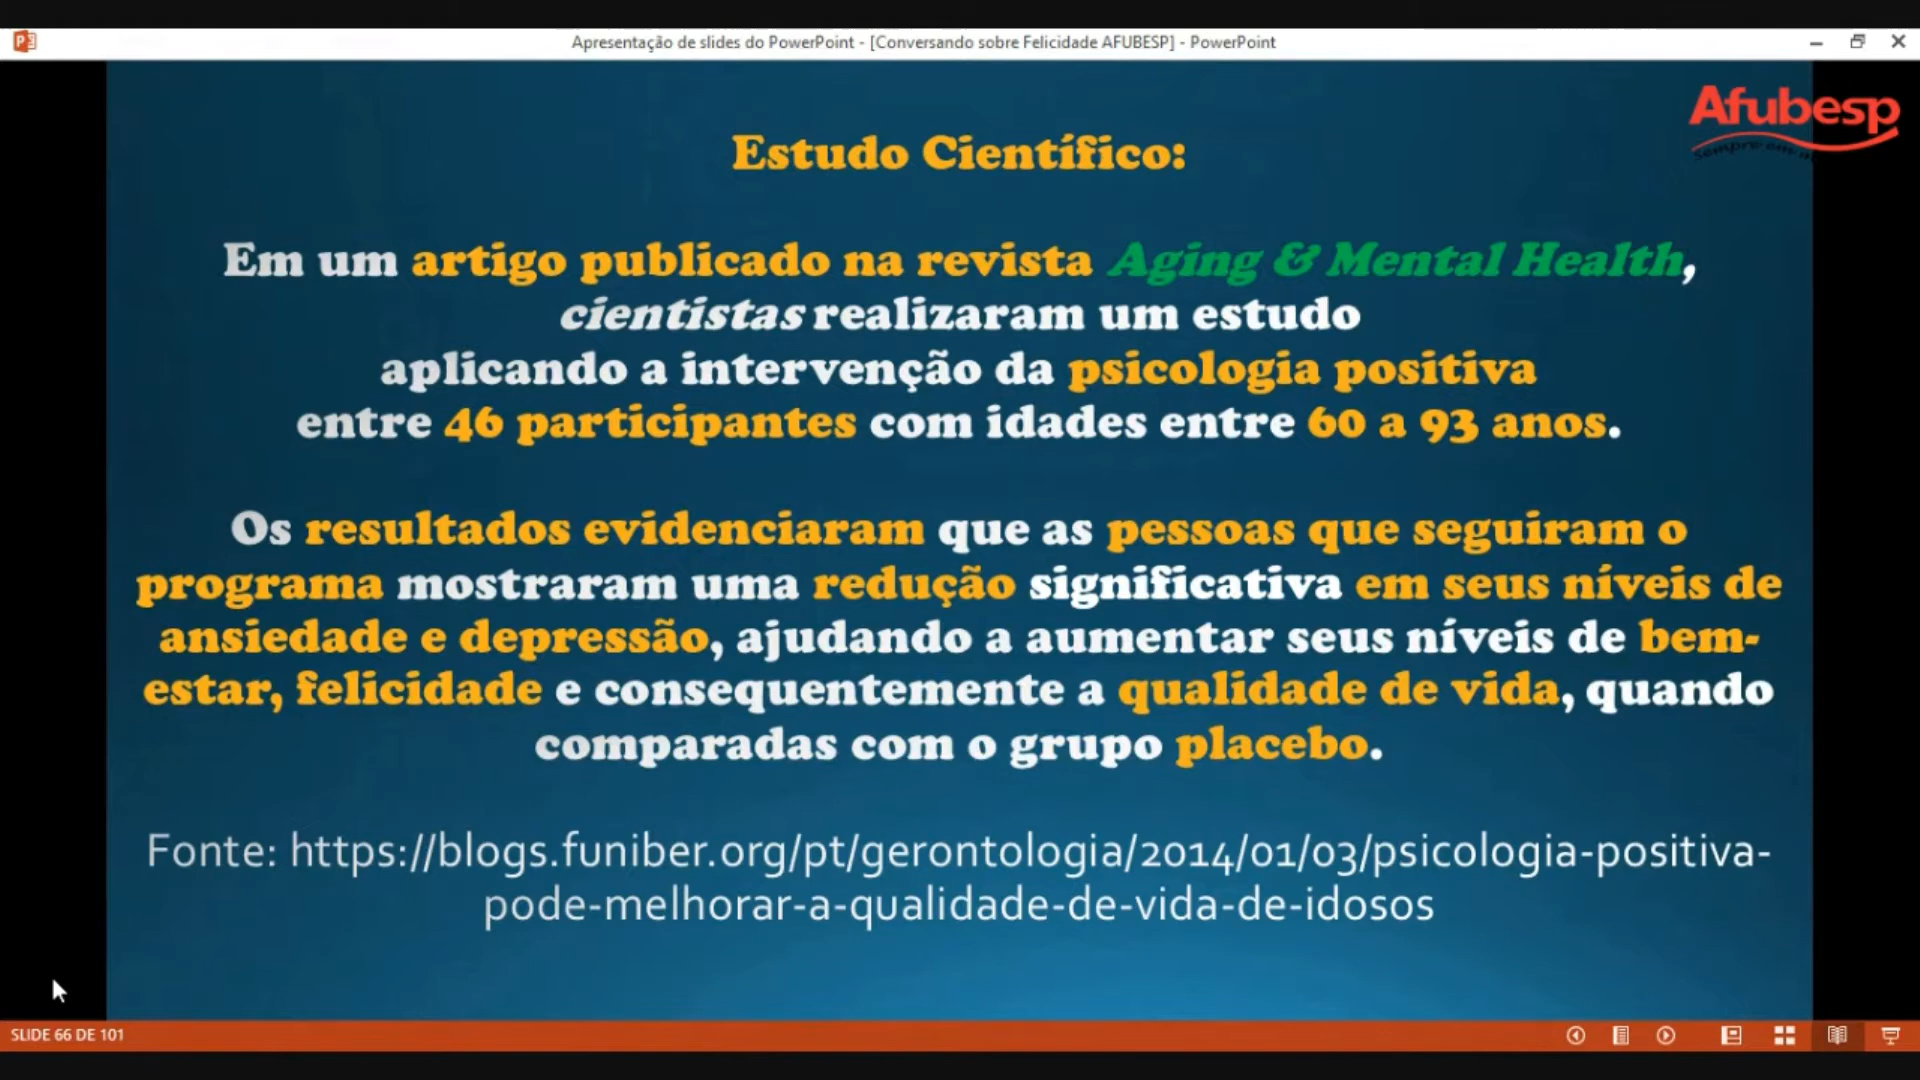 Apresentação de slides do PowerPoint - [Conversando sobre Felicidade AFUBESP] - PowerPoint
Afubesp
sempre em
Estudo Científico:
Em um artigo publicado na revista Aging & Mental Health,
cientistas realizaram um estudo
aplicando a intervenção da psicologia positiva
entre 46 participantes com idades entre 60 a 93 anos.
Os resultados evidenciaram que as pessoas que seguiram o
programa mostraram uma redução significativa em seus níveis de
ansiedade e depressão, ajudando a aumentar seus níveis de bem-
estar, felicidade e consequentemente a qualidade de vida, quando
comparadas com o grupo placebo.
Fonte: https://blogs.funiber.org/pt/gerontologia/2014/01/03/psicologia-positiva-
pode-melhorar-a-qualidade-de-vida-de-idosos
SLIDE 66 DE 101